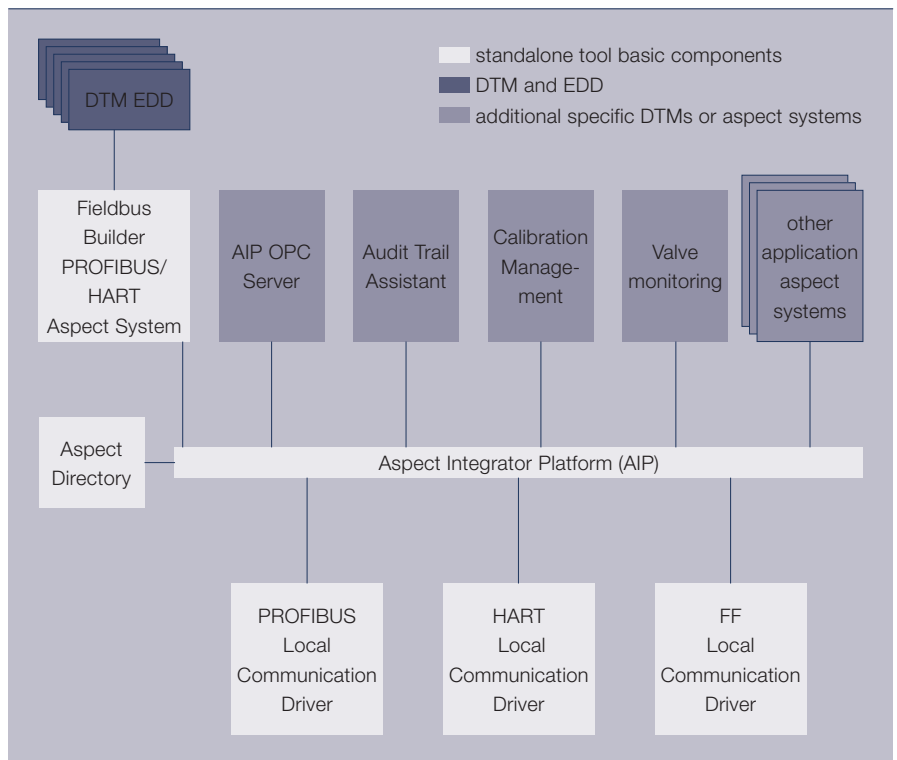 standalone tool basic components
DTM and EDD
additional specific DTMs or aspect systems
DTM EDD
Fieldbus
Builder
PROFIBUS/
HART
Aspect System
AIP OPC
Server
Audit Trail
Assistant
Calibration
Manage-
ment
Valve
monitoring
other
application
aspect
systems
Aspect
Directory
Aspect Integrator Platform (AIP)
PROFIBUS
Local
Communication
Driver
HART
Local
Communication
Driver
FF
Local
Communication
Driver